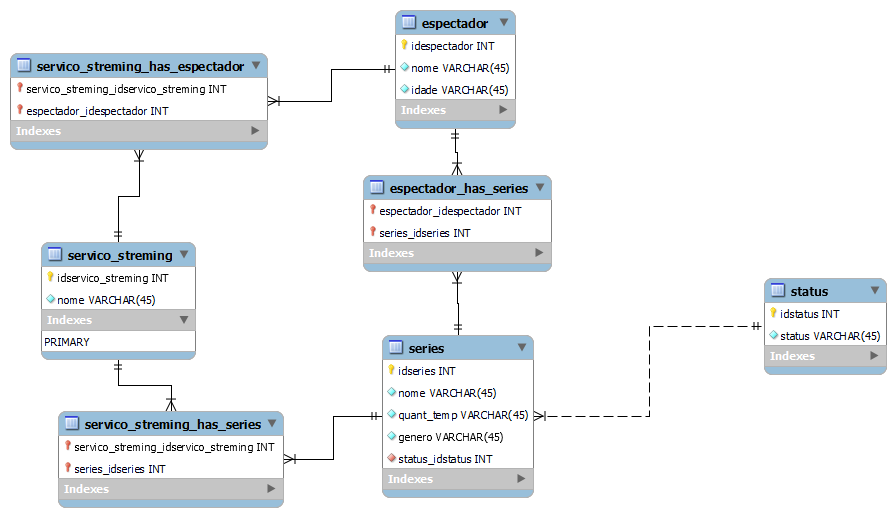 espectador
idespectador INT
nome VARCHAR(45)
idade VARCHAR(45)
Indexes
servico_streming_has_espectador
servico_streming_idservico_streming INT
espectador_idespectador INT
Indexes
espectador_has_series
espectador_idespectador INT
series_idseries INT
Indexes
servico_streming
idservico_streming INT
nome VARCHAR(45)
Indexes
PRIMARY
status
idstatus INT
status VARCHAR(45)
Indexes
series
idseries INT
nome VARCHAR(45)
quant_temp VARCHAR(45)
genero VARCHAR(45)
status_idstatus INT
Indexes
servico_streming_has_series
servico_streming_idservico_streming INT
series_idseries INT
Indexes